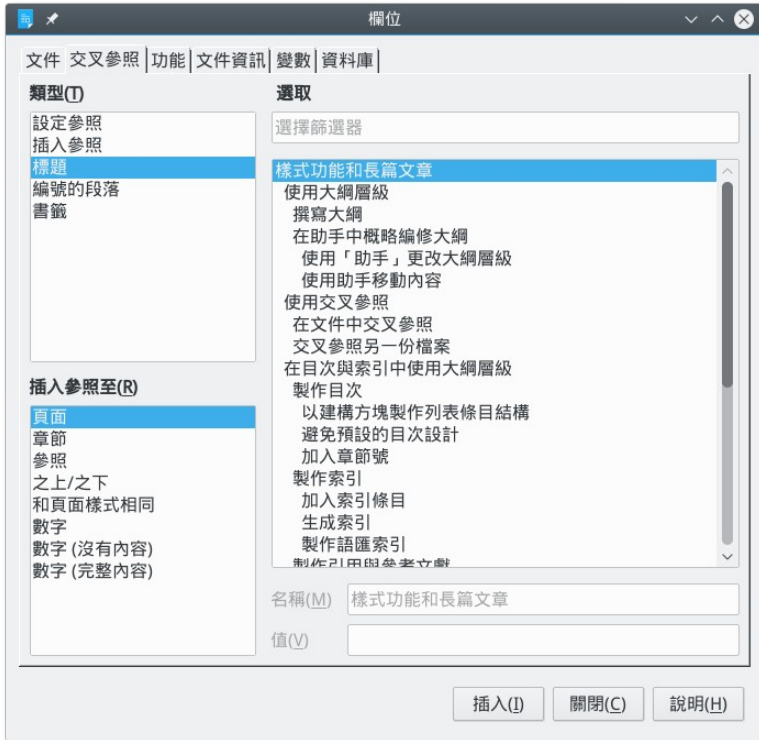 欄位
文件 交叉參照 功能 文件資訊 變數 資料庫
類型(T)
設定參照
插入參照
標題
編號的段落
書籤
插入參照至(R)
頁面
章節
參照
之上/之下
和頁面樣式相同
數字
數字 (沒有內容)
數字 (完整內容)
選取
選擇篩選器
樣式功能和長篇文章
使用大綱層級
撰寫大綱
在助手中概略編修大綱
使用「助手」更改大綱層級
使用助手移動內容
使用交叉參照
在文件中交叉參照
交叉參照另一份檔案
在目次與索引中使用大綱層級
製作目次
以建構方塊製作列表條目結構
避免預設的目次設計
加入章節號
製作索引
加入索引條目
生成索引
製作語匯索引
製作引用與參考文獻
名稱(M) 樣式功能和長篇文章
值(V)
插入(I) 關閉(C) 說明(H)